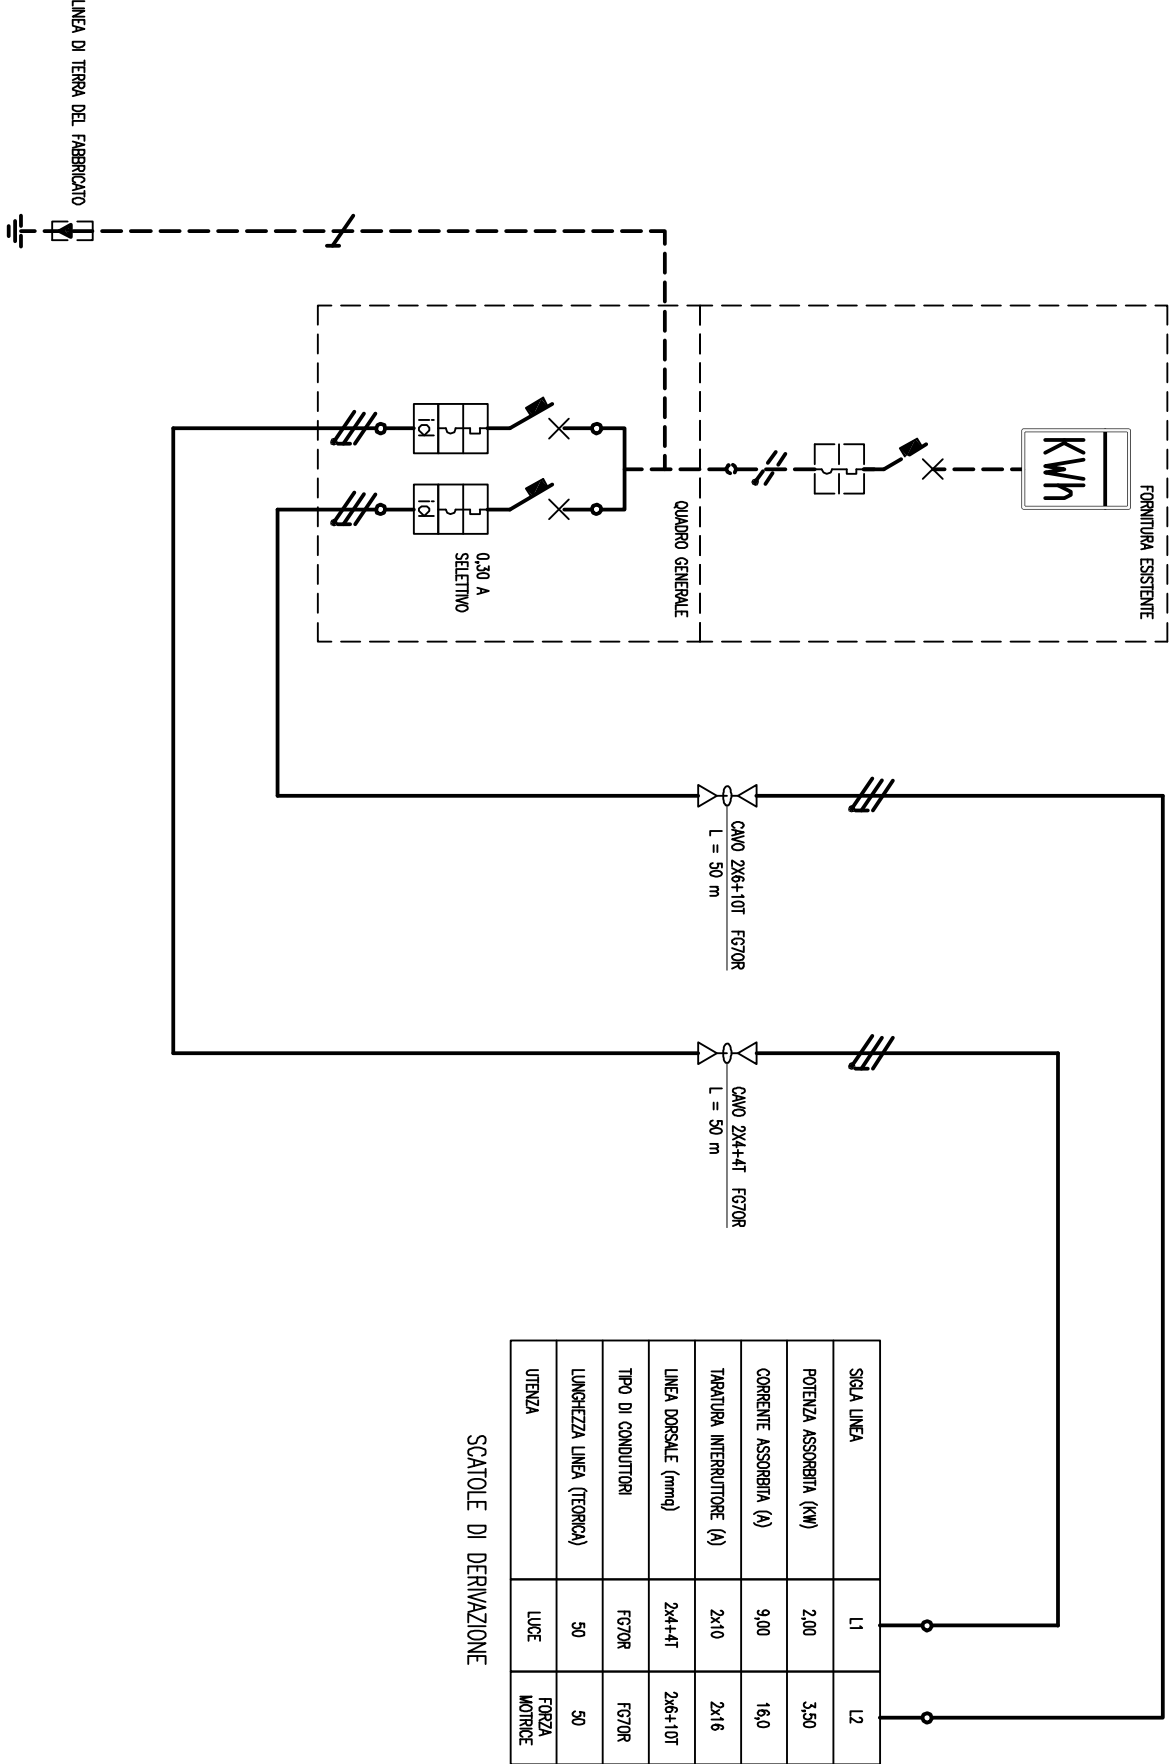 FORNITURA ESISTENTE
KWh
QUADRO GENERALE
id
id
0,30 A
SELETTIVO
LINEA DI TERRA DEL FABBRICATO
CAVO 2X6+10T FG7OR
L = 50 m
CAVO 2X4+4T FG7OR
L = 50 m
SIGLA LINEA L1 L2
POTENZA ASSORBITA (KW) 2,00 3,50
CORRENTE ASSORBITA (A) 9,00 16,0
TARATURA INTERRUTTORE (A) 2x10 2x16
LINEA DORSALE (mmq) 2x4+4T 2x6+10T
TIPO DI CONDUTTORI FG7OR FG7OR
LUNGHEZZA LINEA (TEORICA) 50 50
UTENZA LUCE FORZA
MOTRICE
SCATOLE DI DERIVAZIONE